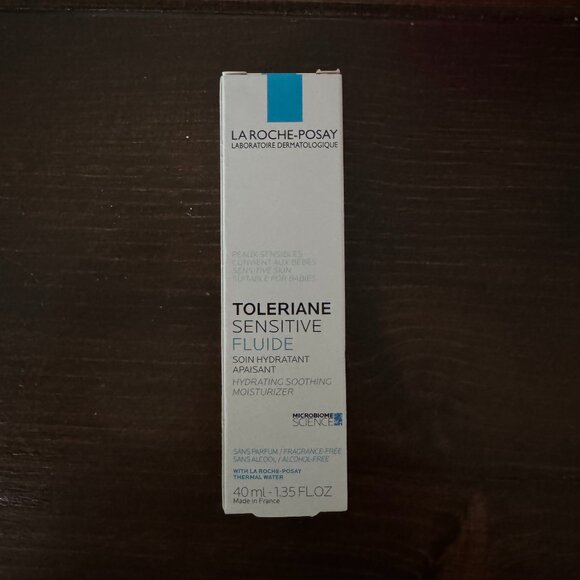 LA ROCHE-POSAY
LABORATOIRE DERMATOLOGIQUE
PEAUX SENSIBLES
CONVIENT AUX BÉBÉS
SENSITIVE SKIN
SUITABLE FOR BABIES
TOLERIANE
SENSITIVE
FLUIDE
SOIN HYDRATANT
APAISANT
HYDRATING SOOTHING
MOISTURIZER
MICROBIOME
SCIENCE
SANS PARFUM / FRAGRANCE-FREE
SANS ALCOOL / ALCOHOL-FREE
WITH LA ROCHE-POSAY
THERMAL WATER
40 ml - 1.35 FL.OZ
Made in France